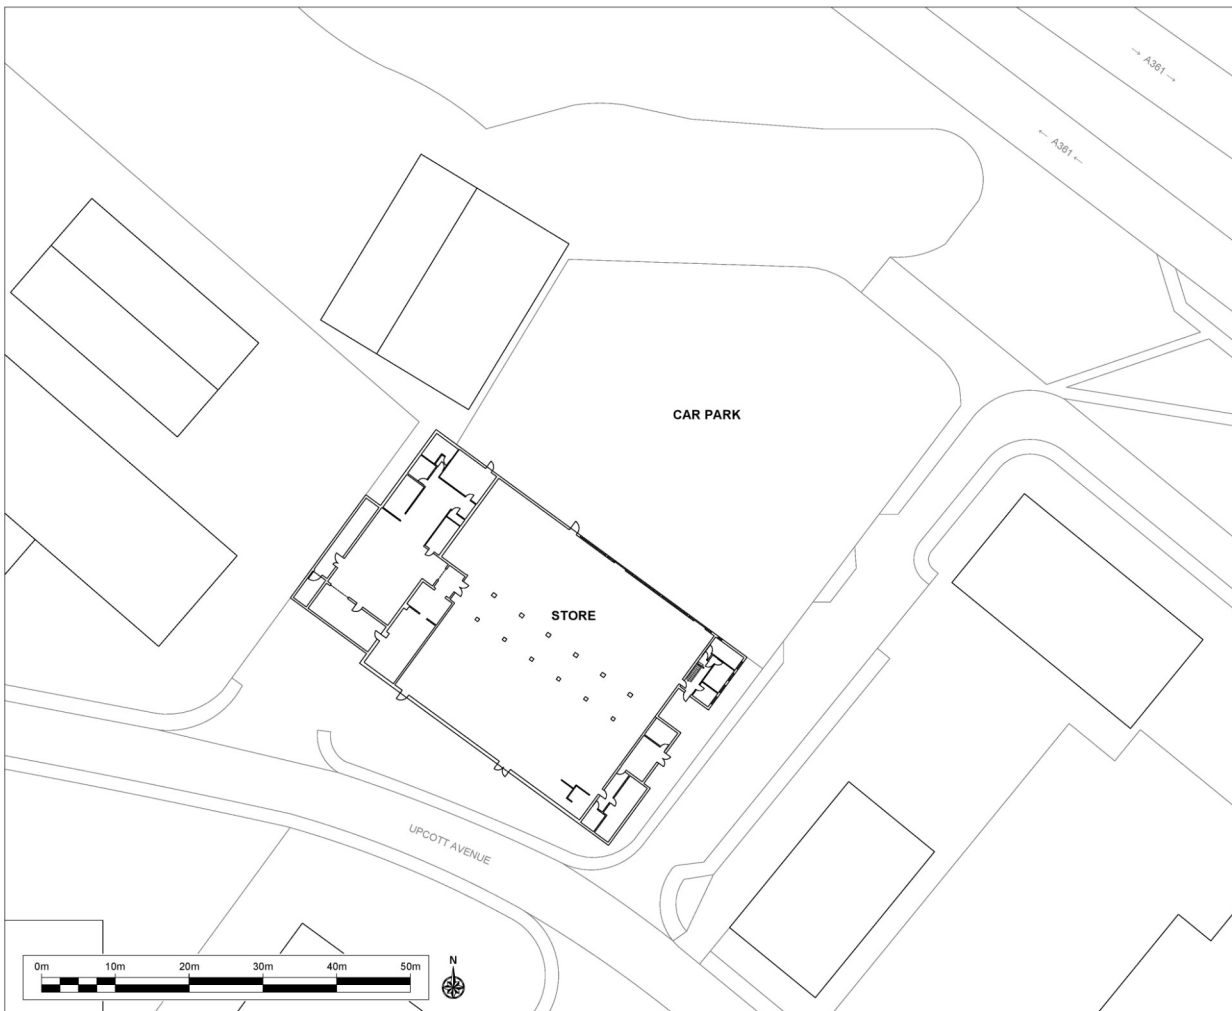 → A361 →
← A361 ←
CAR PARK
STORE
UPCOTT AVENUE
0m 10m 20m 30m 40m 50m
N